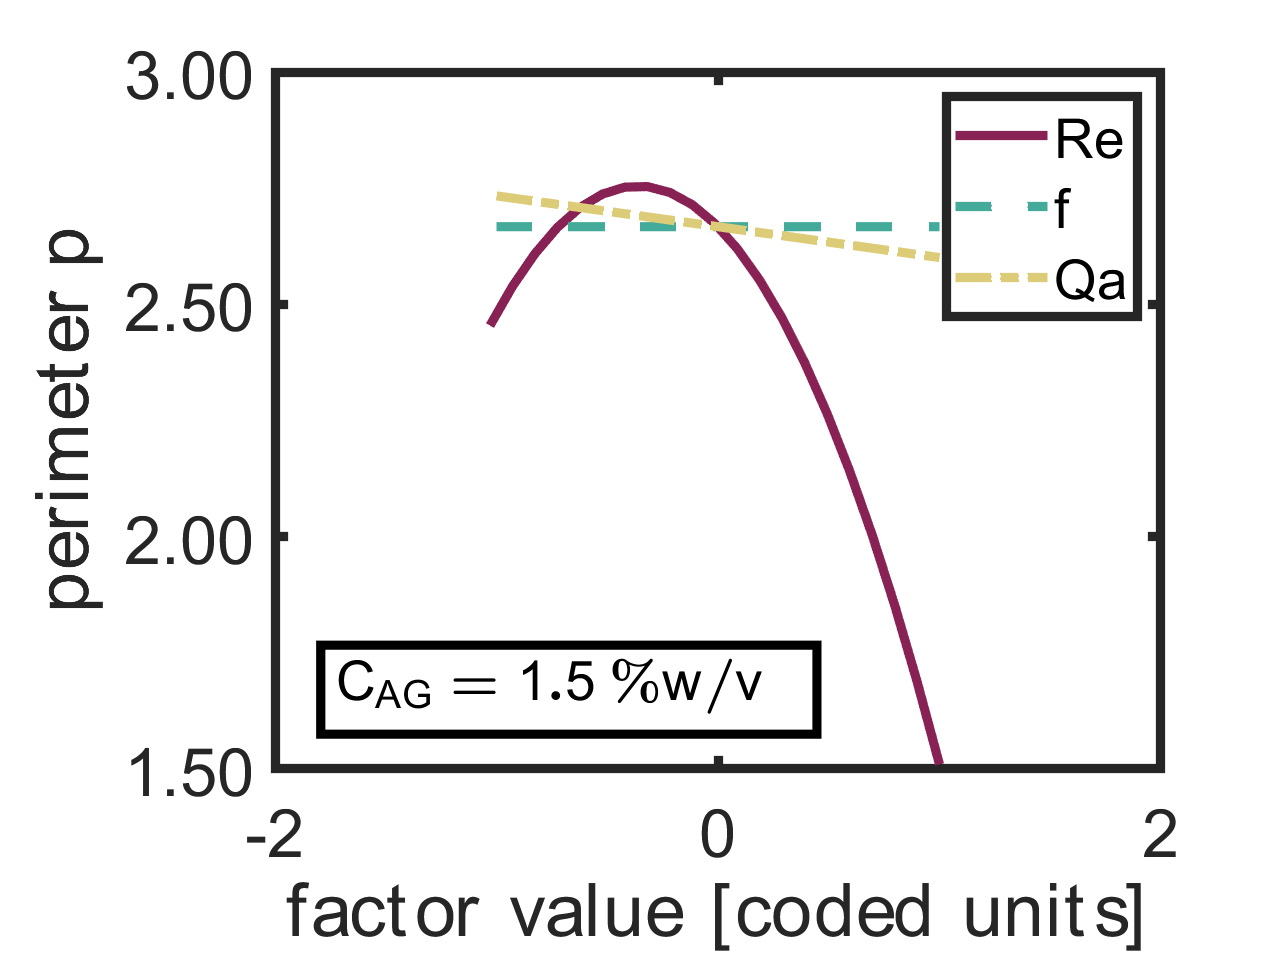 3.00
2.50
2.00
1.50
perimeter p
-2
0
2
factor value [coded units]
Re
f
Qa
C_AG = 1.5 %w/v